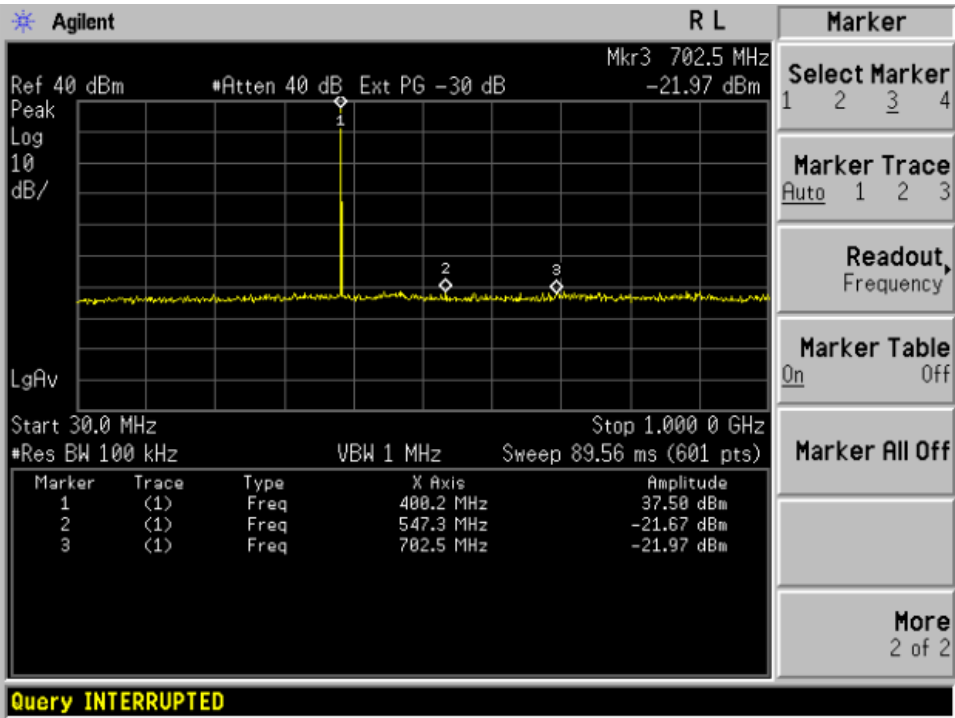 Agilent R L
Mkr3 702.5 MHz
Ref 40 dBm #Atten 40 dB Ext PG -30 dB -21.97 dBm
Peak
Log
10
dB/
1
2
3
LgAv
Start 30.0 MHz Stop 1.000 0 GHz
#Res BW 100 kHz VBW 1 MHz Sweep 89.56 ms (601 pts)
Marker Trace Type X Axis Amplitude
1 (1) Freq 400.2 MHz 37.50 dBm
2 (1) Freq 547.3 MHz -21.67 dBm
3 (1) Freq 702.5 MHz -21.97 dBm
Query INTERRUPTED
Marker
Select Marker
1 2 3 4
Marker Trace
Auto 1 2 3
Readout
Frequency
Marker Table
On Off
Marker All Off
More
2 of 2